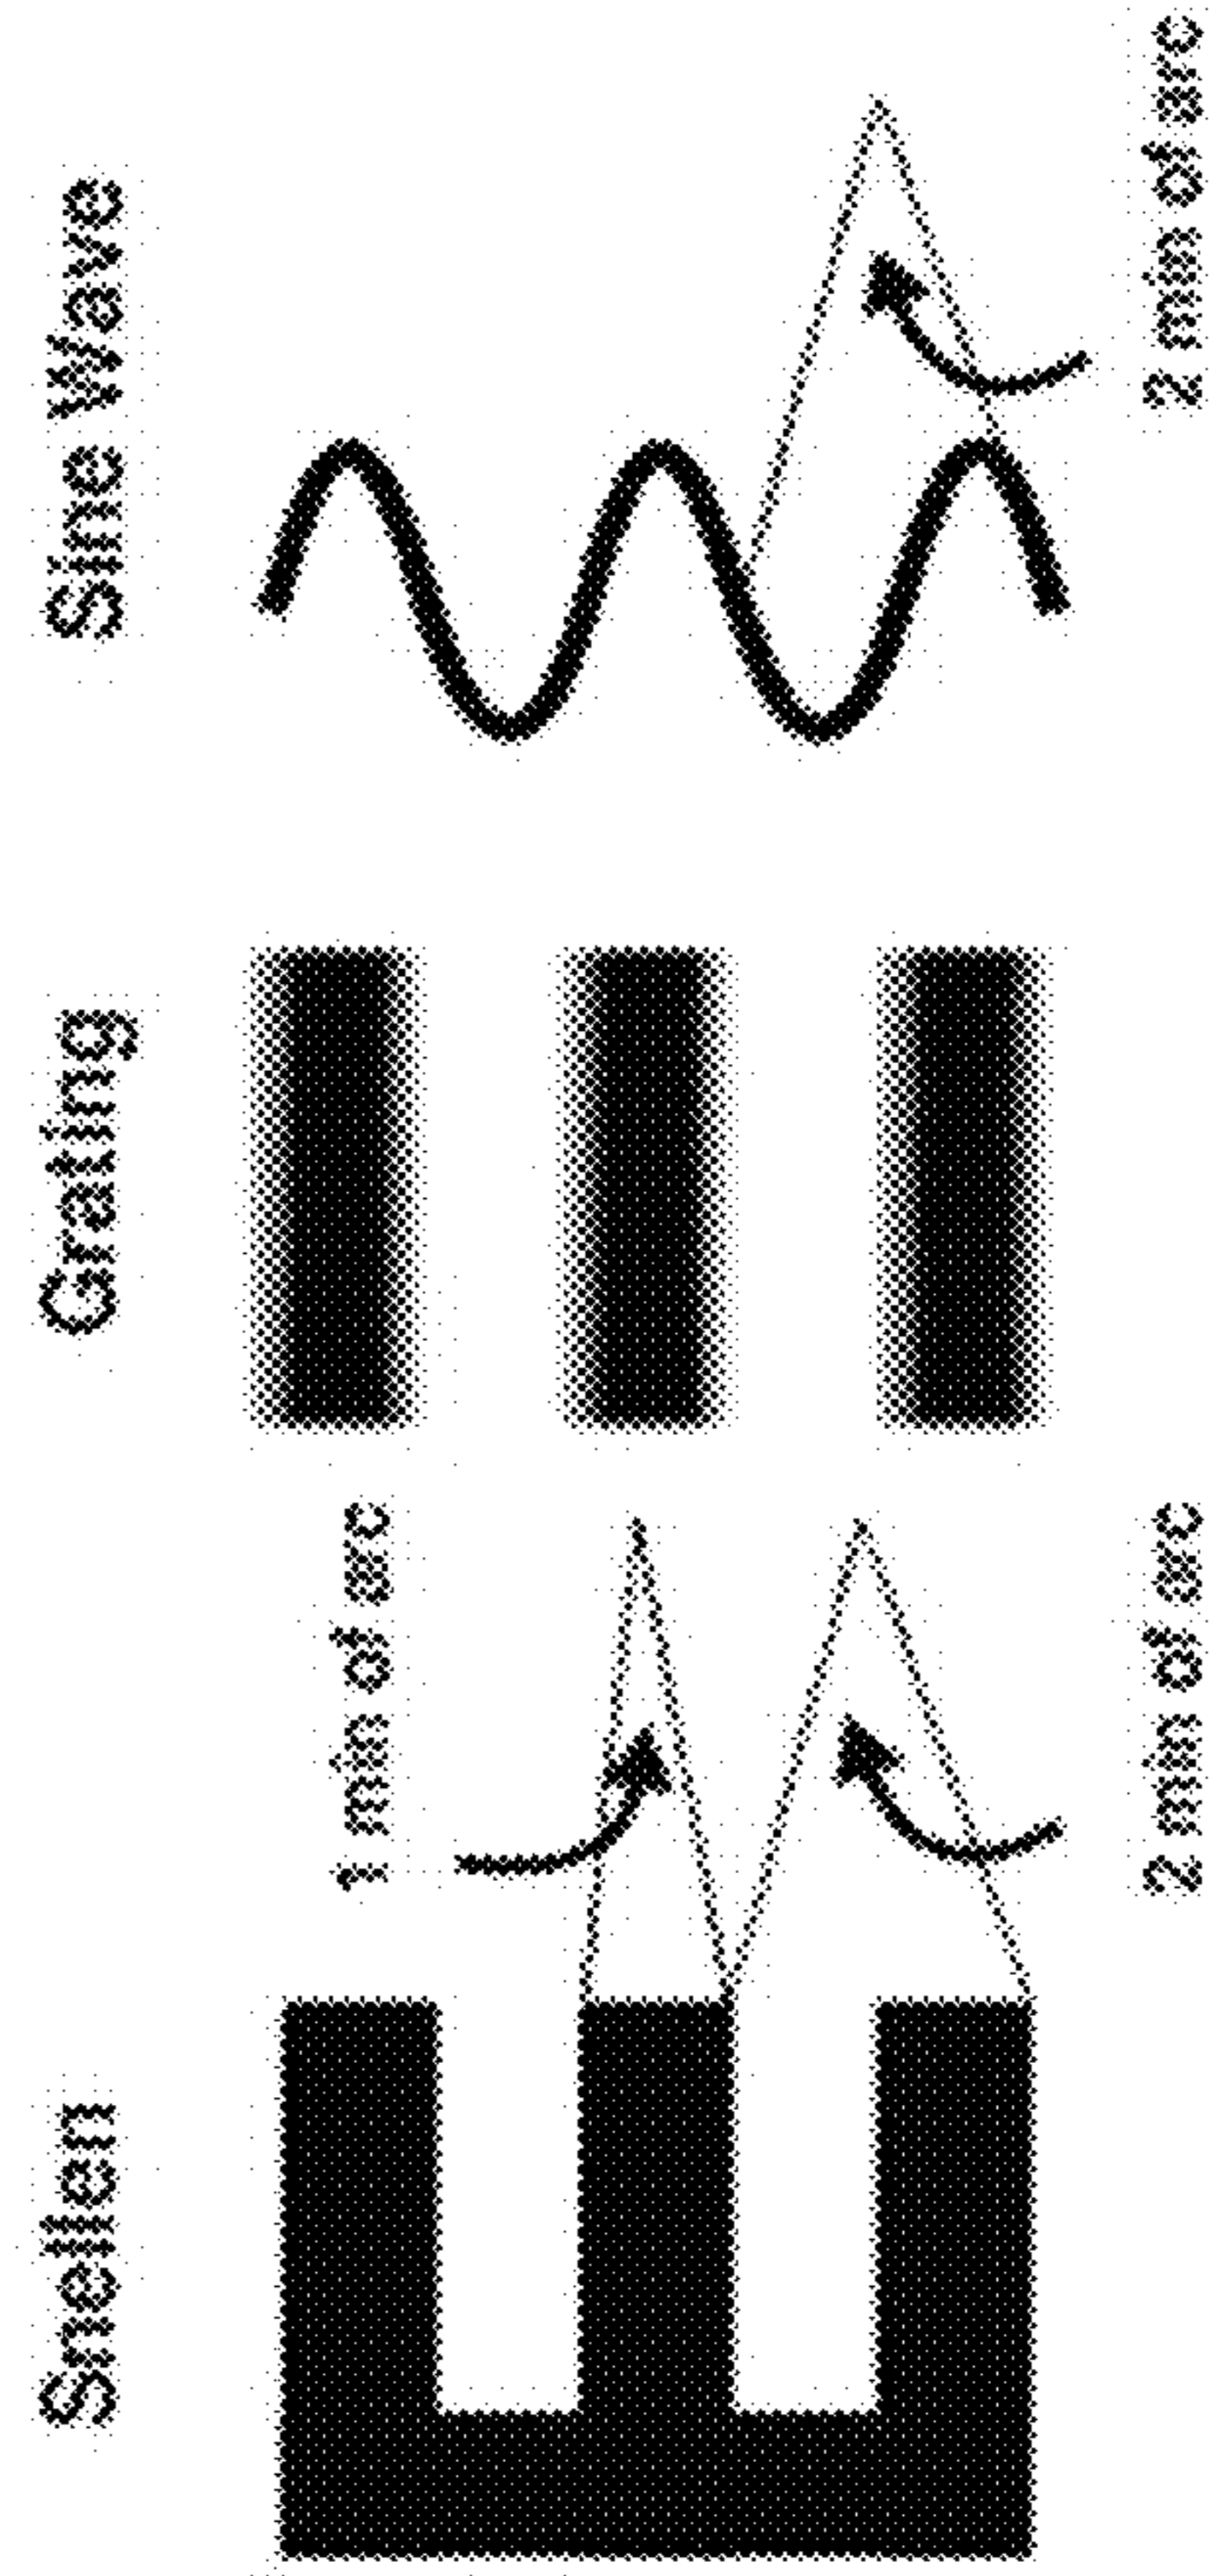 Snellen
Grating
Sine Wave
1 min of arc
2 min of arc
2 min of arc